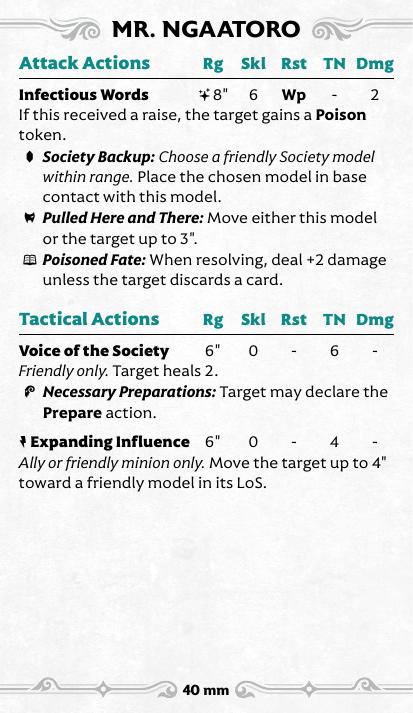 MR. NGAATORO
Attack Actions Rg Skl Rst TN Dmg
Infectious Words 8" 6 Wp - 2
If this received a raise, the target gains a Poison
token.
Society Backup: Choose a friendly Society model
within range. Place the chosen model in base
contact with this model.
Pulled Here and There: Move either this model
or the target up to 3".
Poisoned Fate: When resolving, deal +2 damage
unless the target discards a card.
Tactical Actions Rg Skl Rst TN Dmg
Voice of the Society 6" 0 - 6 -
Friendly only. Target heals 2.
Necessary Preparations: Target may declare the
Prepare action.
Expanding Influence 6" 0 - 4 -
Ally or friendly minion only. Move the target up to 4"
toward a friendly model in its LoS.
40 mm